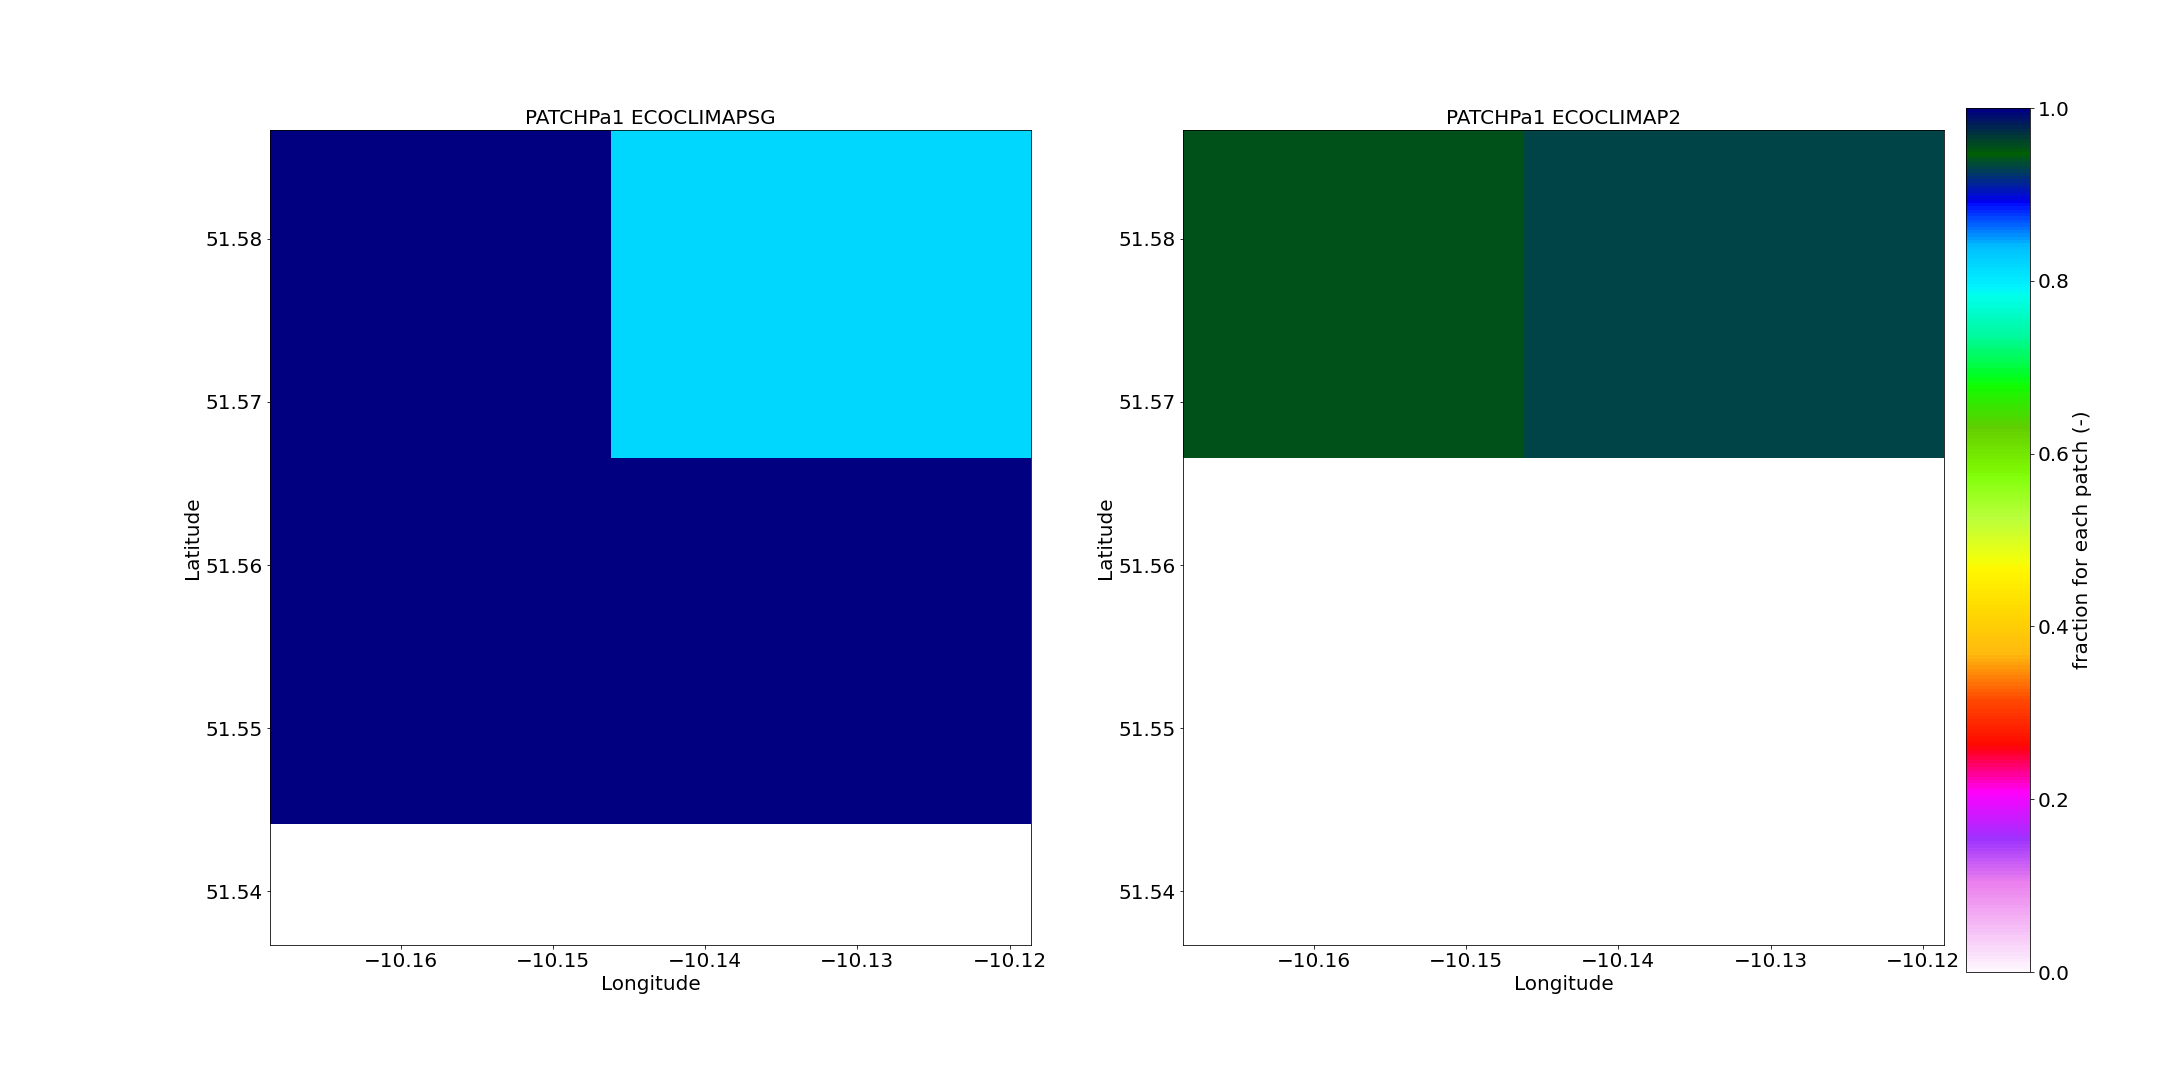 PATCHPa1 ECOCLIMAPSG
Latitude
51.58
51.57
51.56
51.55
51.54
−10.16 −10.15 −10.14 −10.13 −10.12
Longitude
PATCHPa1 ECOCLIMAP2
Latitude
51.58
51.57
51.56
51.55
51.54
−10.16 −10.15 −10.14 −10.13 −10.12
Longitude
1.0
0.8
0.6
0.4
0.2
0.0
fraction for each patch (-)